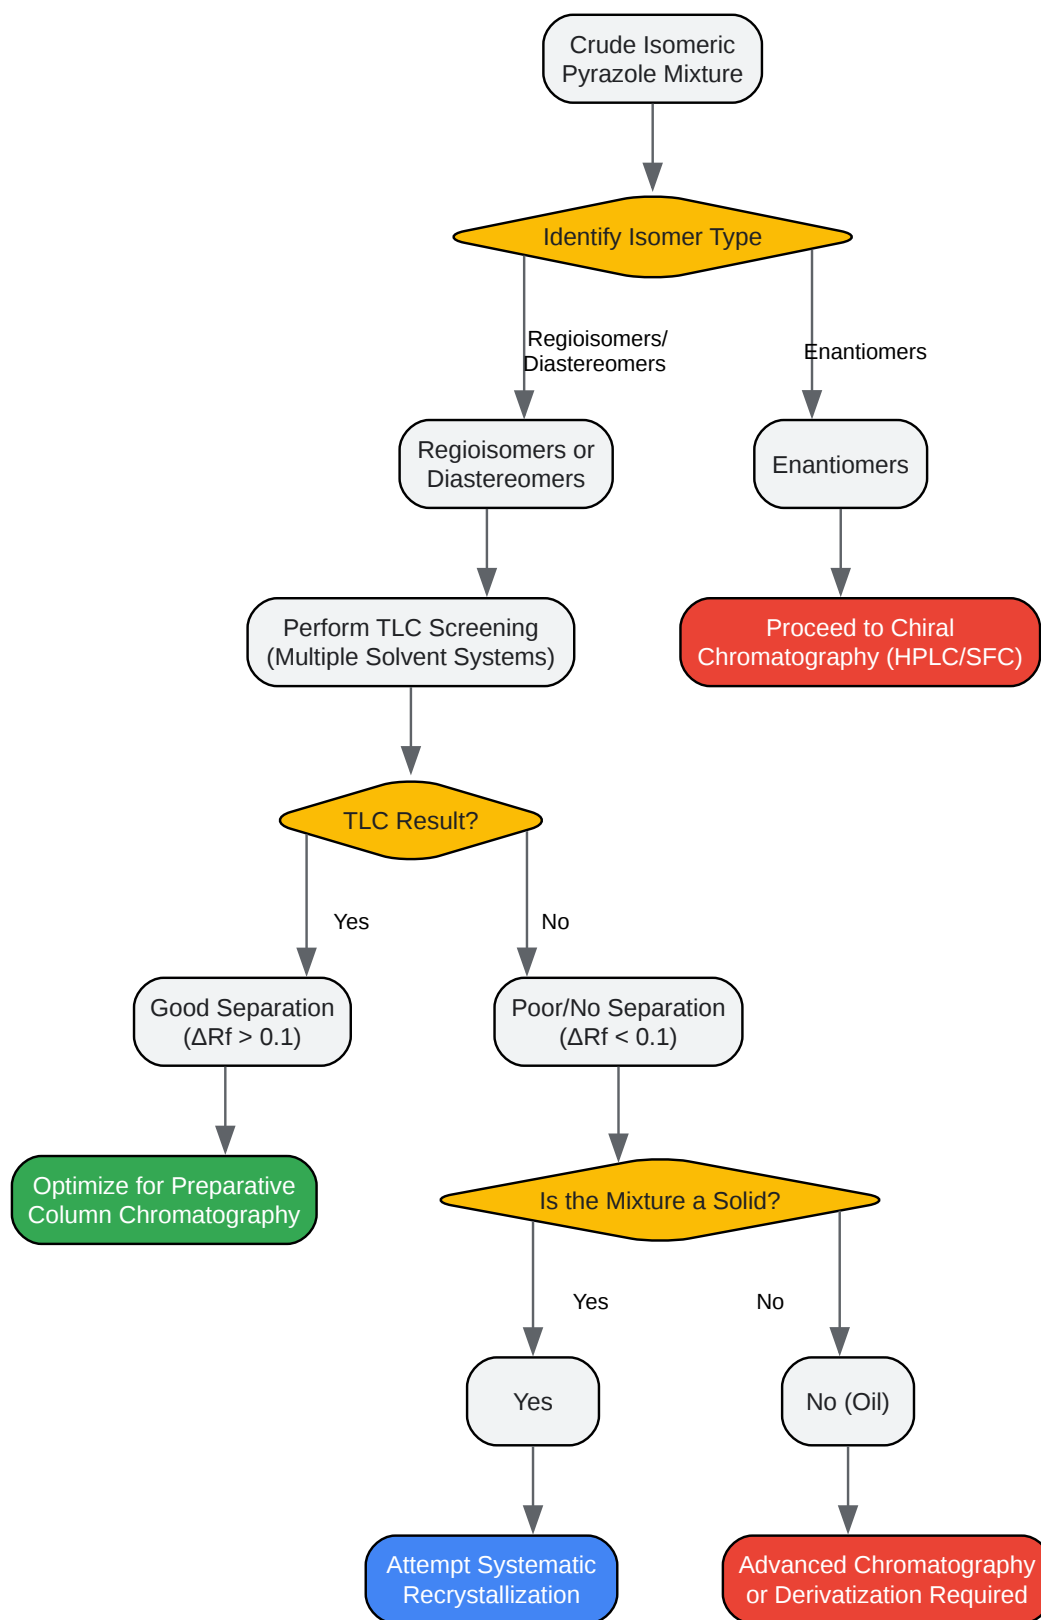 Crude Isomeric
Pyrazole Mixture
Identify Isomer Type
Regioisomers/
Diastereomers
Enantiomers
Regioisomers or
Diastereomers
Enantiomers
Perform TLC Screening
(Multiple Solvent Systems)
Proceed to Chiral
Chromatography (HPLC/SFC)
TLC Result?
Yes
No
Good Separation
(ΔRf > 0.1)
Poor/No Separation
(ΔRf < 0.1)
Optimize for Preparative
Column Chromatography
Is the Mixture a Solid?
Yes
No
Yes
No (Oil)
Attempt Systematic
Recrystallization
Advanced Chromatography
or Derivatization Required